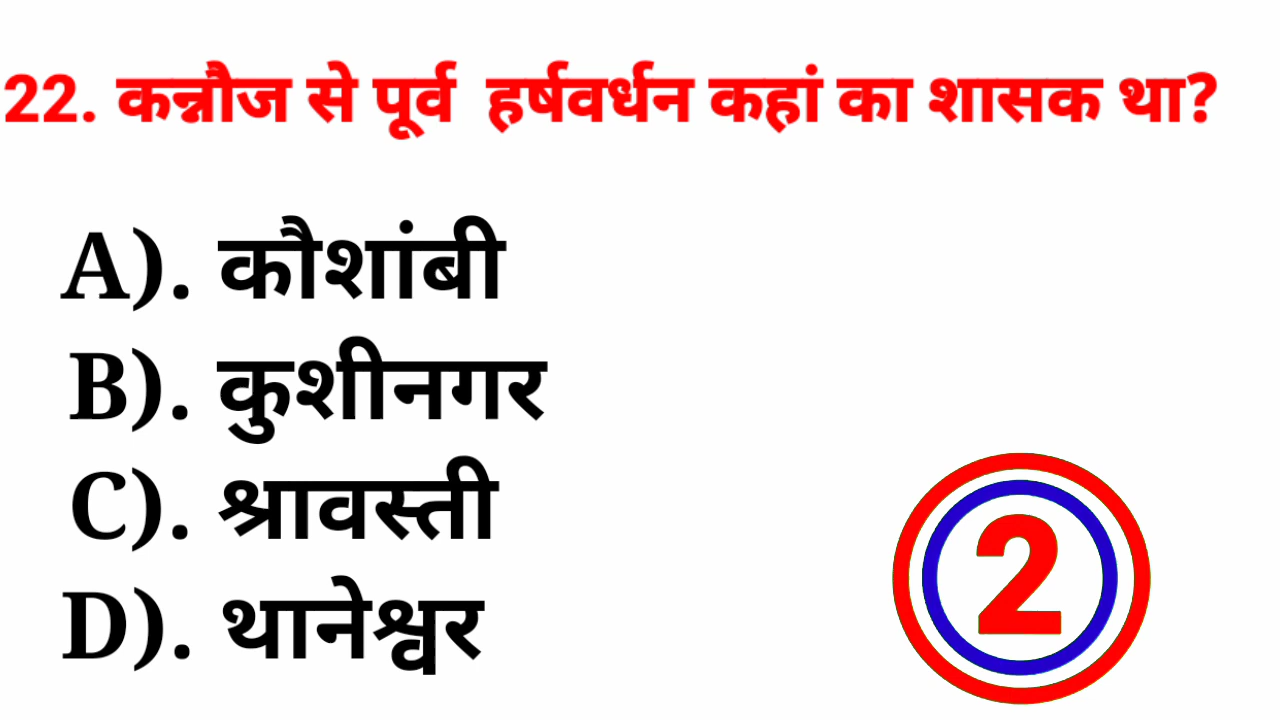 22. कन्नौज से पूर्व हर्षवर्धन कहां का शासक था?
A). कौशांबी
B). कुशीनगर
C). श्रावस्ती
D). थानेश्वर
2